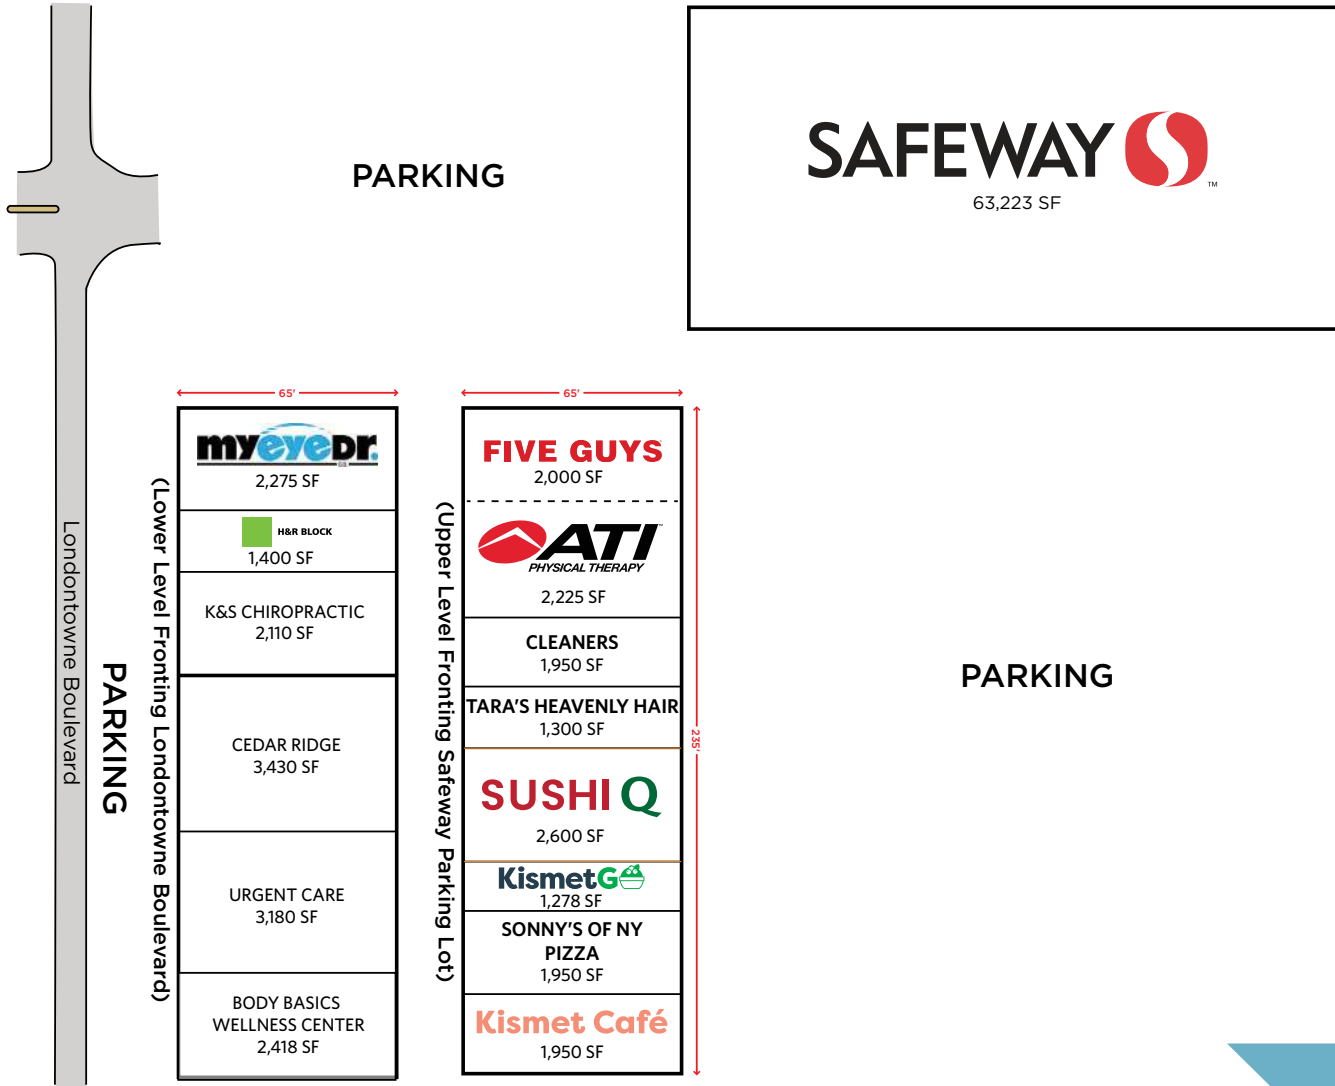 SAFEWAY
™
63,223 SF
PARKING
Londontowne Boulevard
PARKING
(Lower Level Fronting Londontowne Boulevard)
65'
myeyeDr.
2,275 SF
H&R BLOCK
1,400 SF
K&S CHIROPRACTIC
2,110 SF
CEDAR RIDGE
3,430 SF
URGENT CARE
3,180 SF
BODY BASICS
WELLNESS CENTER
2,418 SF
(Upper Level Fronting Safeway Parking Lot)
65'
FIVE GUYS
2,000 SF
ATI
PHYSICAL THERAPY
2,225 SF
CLEANERS
1,950 SF
TARA'S HEAVENLY HAIR
1,300 SF
SUSHI Q
2,600 SF
KismetGo
1,278 SF
SONNY'S OF NY
PIZZA
1,950 SF
Kismet Café
1,950 SF
235'
PARKING